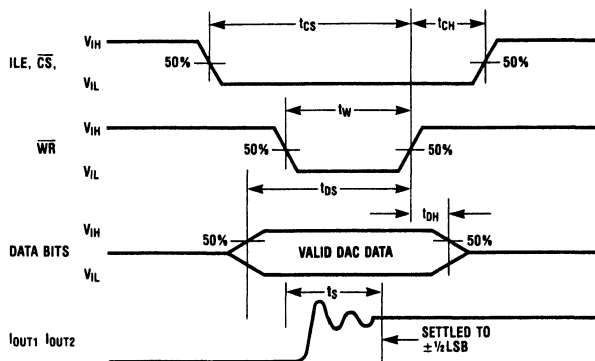 tCS
tCH
VIH
ILE, CS,
50%
50%
VIL
tW
VIH
WR
50%
50%
VIL
tDS
tDH
VIH
50%
50%
DATA BITS
VALID DAC DATA
VIL
tS
IOUT1 IOUT2
SETTLED TO
±½LSB